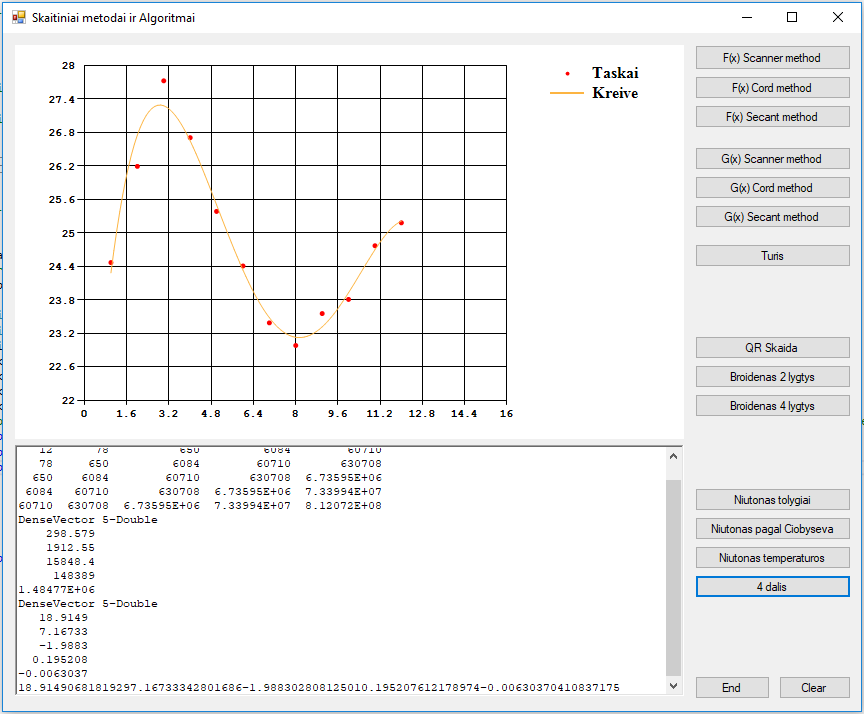 Skaitiniai metodai ir Algoritmai
28
27.4
26.8
26.2
25.6
25
24.4
23.8
23.2
22.6
22
0 1.6 3.2 4.8 6.4 8 9.6 11.2 12.8 14.4 16
Taskai
Kreive
F(x) Scanner method
F(x) Cord method
F(x) Secant method
G(x) Scanner method
G(x) Cord method
G(x) Secant method
Turis
QR Skaida
Broidenas 2 lygtys
Broidenas 4 lygtys
Niutonas tolygiai
Niutonas pagal Ciobyseva
Niutonas temperaturos
4 dalis
End
Clear
12 78 650 6084 60710
78 650 6084 60710 630708
650 6084 60710 630708 6.73595E+06
6084 60710 630708 6.73595E+06 7.33994E+07
60710 630708 6.73595E+06 7.33994E+07 8.12072E+08
DenseVector 5-Double
298.579
1912.55
15848.4
148389
1.48477E+06
DenseVector 5-Double
18.9149
7.16733
-1.9883
0.195208
-0.0063037
18.91490681819297.16733342801686-1.988302808125010.195207612178974-0.00630370410837175